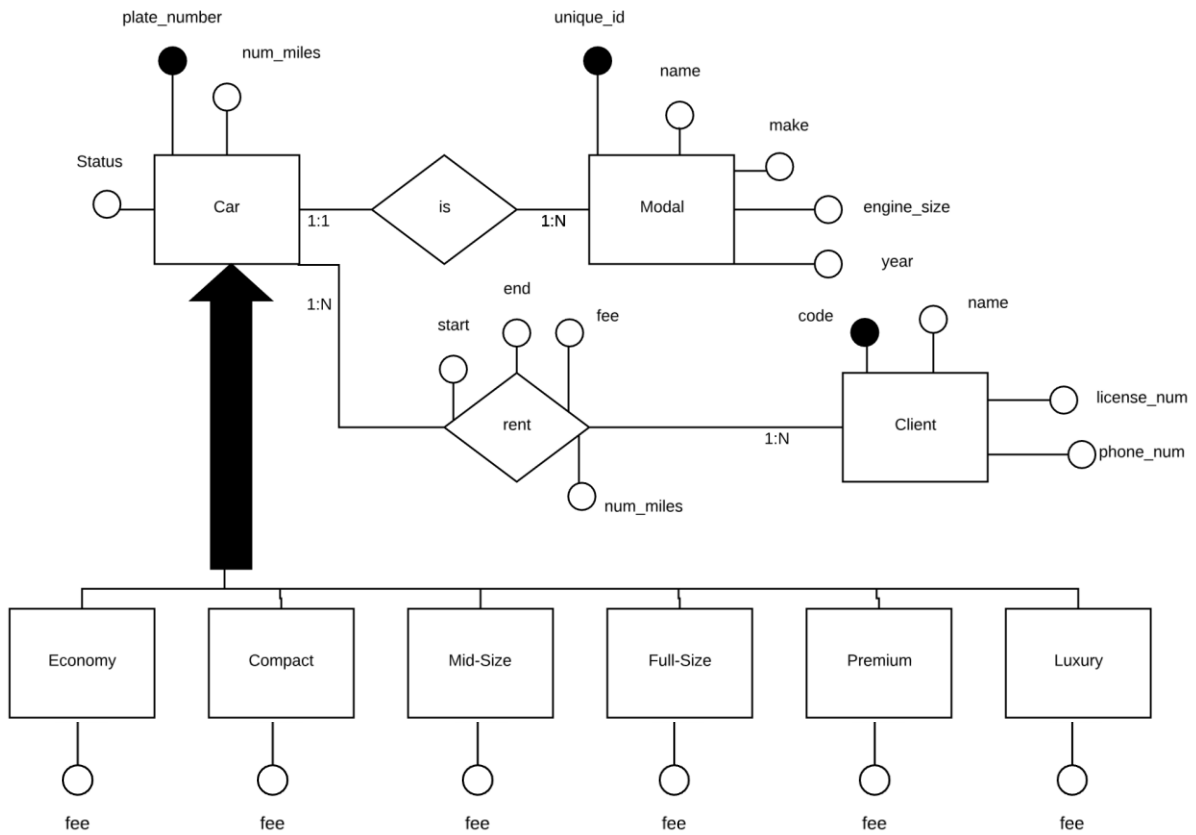 plate_number
unique_id
num_miles
name
make
Status
Car
1:1
is
1:N
Modal
engine_size
year
1:N
end
start
fee
code
name
rent
1:N
Client
license_num
phone_num
num_miles
Economy
Compact
Mid-Size
Full-Size
Premium
Luxury
fee
fee
fee
fee
fee
fee